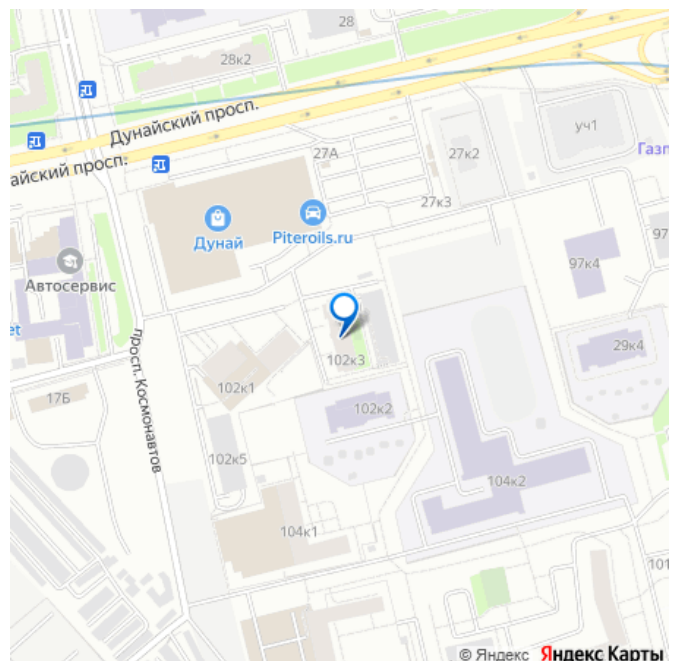 28
28к2
Дунайский просп.
уч1
27А
27к2
Газп
айский просп.
27к3
Дунай
Piteroils.ru
97
97к4
Автосервис
et
29к4
102к3
102к1
просп. Космонавтов
17Б
102к2
102к5
104к2
104к1
101
© Яндекс Яндекс Карты